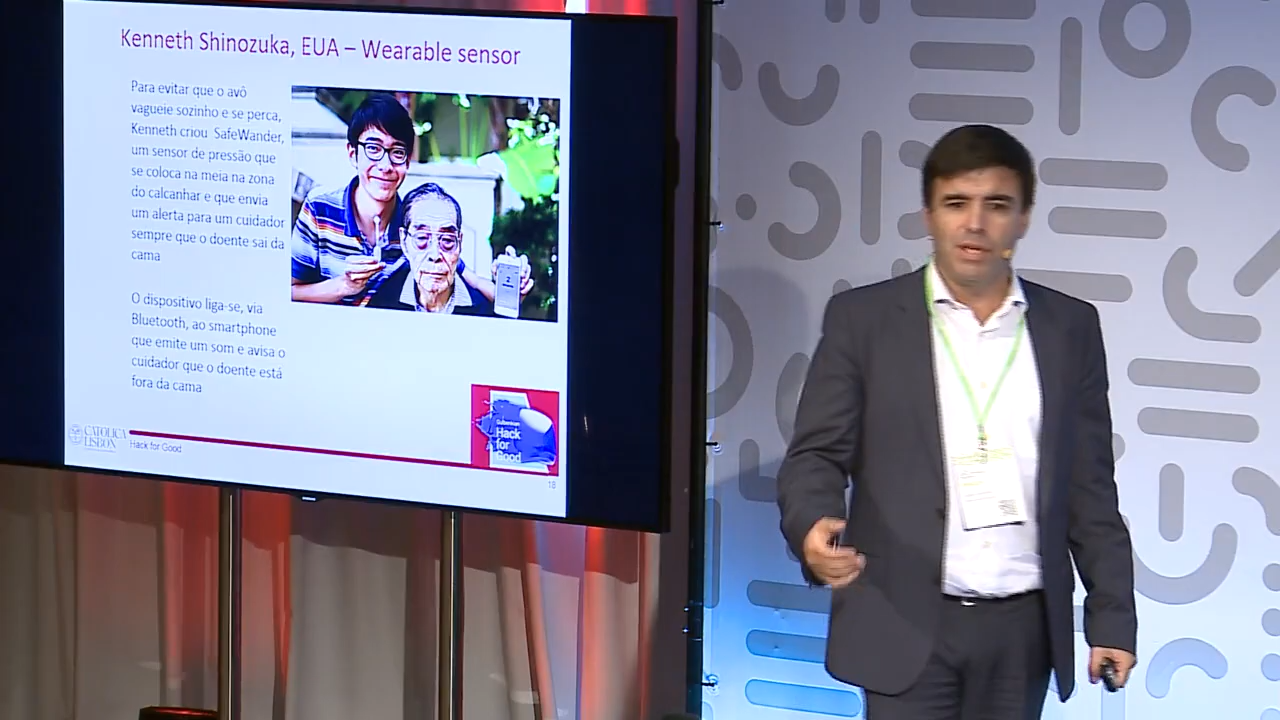 Kenneth Shinozuka, EUA – Wearable sensor
Para evitar que o avô
vagueie sozinho e se perca,
Kenneth criou SafeWander,
um sensor de pressão que
se coloca na meia na zona
do calcanhar e que envia
um alerta para um cuidador
sempre que o doente sai da
cama
O dispositivo liga-se, via
Bluetooth, ao smartphone
que emite um som e avisa o
cuidador que o doente está
fora da cama
CATOLICA
LISBON
Hack for Good
Hack
for
Good
18